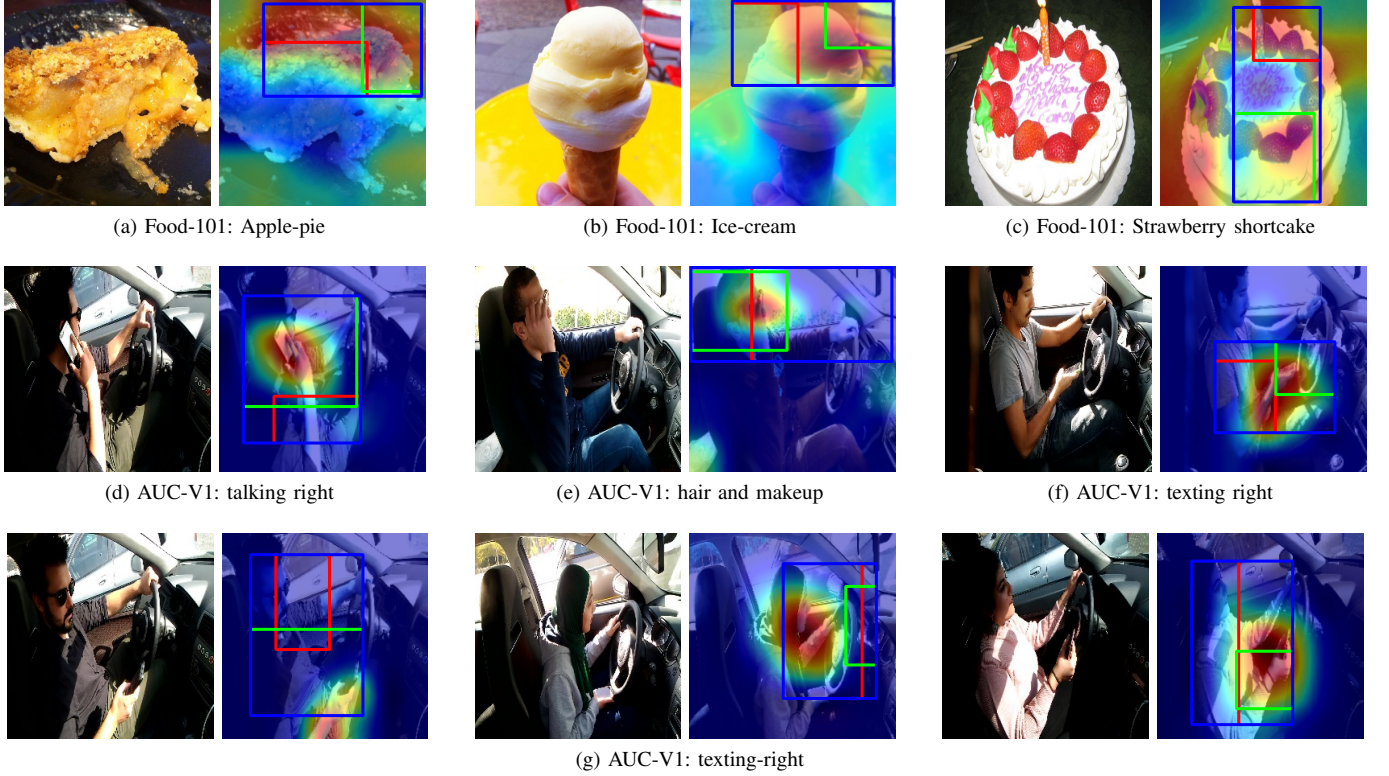 (a) Food-101: Apple-pie
(b) Food-101: Ice-cream
(c) Food-101: Strawberry shortcake
(d) AUC-V1: talking right
(e) AUC-V1: hair and makeup
(f) AUC-V1: texting right
(g) AUC-V1: texting-right